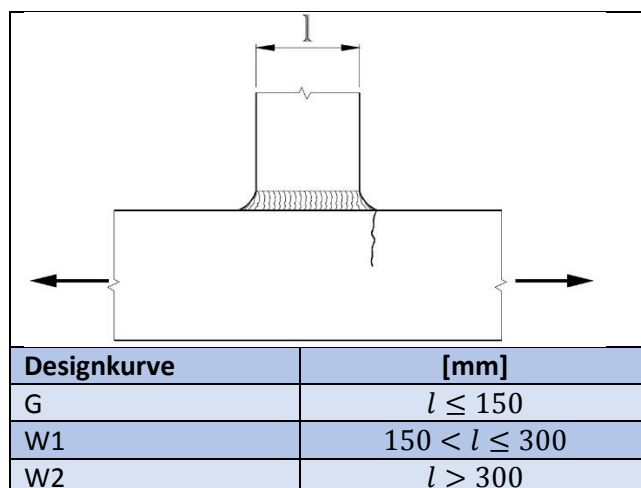 l
Designkurve [mm]
G 𝑙 ≤ 150
W1 150 < 𝑙 ≤ 300
W2 𝑙 > 300